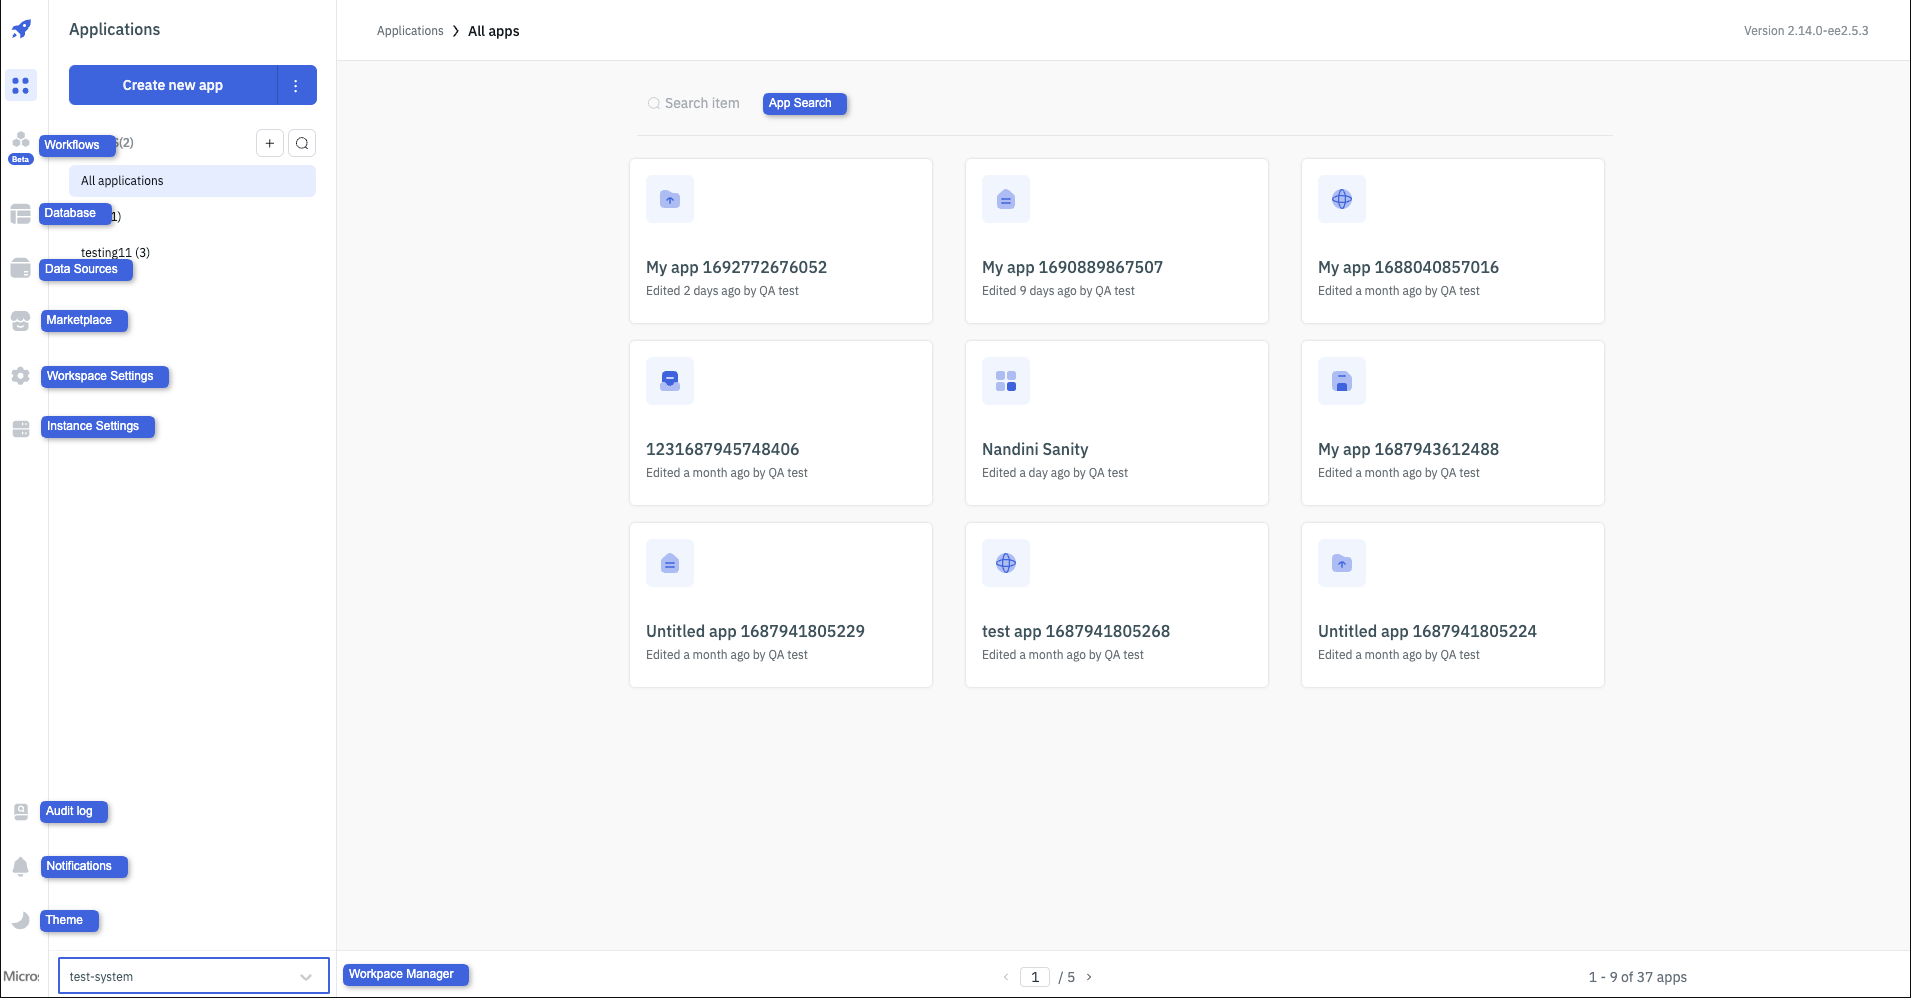 Applications
Create new app
Beta
Workflows
(2)
All applications
Database
1)
testing11 (3)
Data Sources
Marketplace
Workspace Settings
Instance Settings
Audit log
Notifications
Theme
Micros
test-system
Workpace Manager
Applications > All apps
Version 2.14.0-ee2.5.3
Search item
App Search
My app 1692772676052
Edited 2 days ago by QA test
My app 1690889867507
Edited 9 days ago by QA test
My app 1688040857016
Edited a month ago by QA test
1231687945748406
Edited a month ago by QA test
Nandini Sanity
Edited a day ago by QA test
My app 1687943612488
Edited a month ago by QA test
Untitled app 1687941805229
Edited a month ago by QA test
test app 1687941805268
Edited a month ago by QA test
Untitled app 1687941805224
Edited a month ago by QA test
< 1 / 5 >
1 - 9 of 37 apps